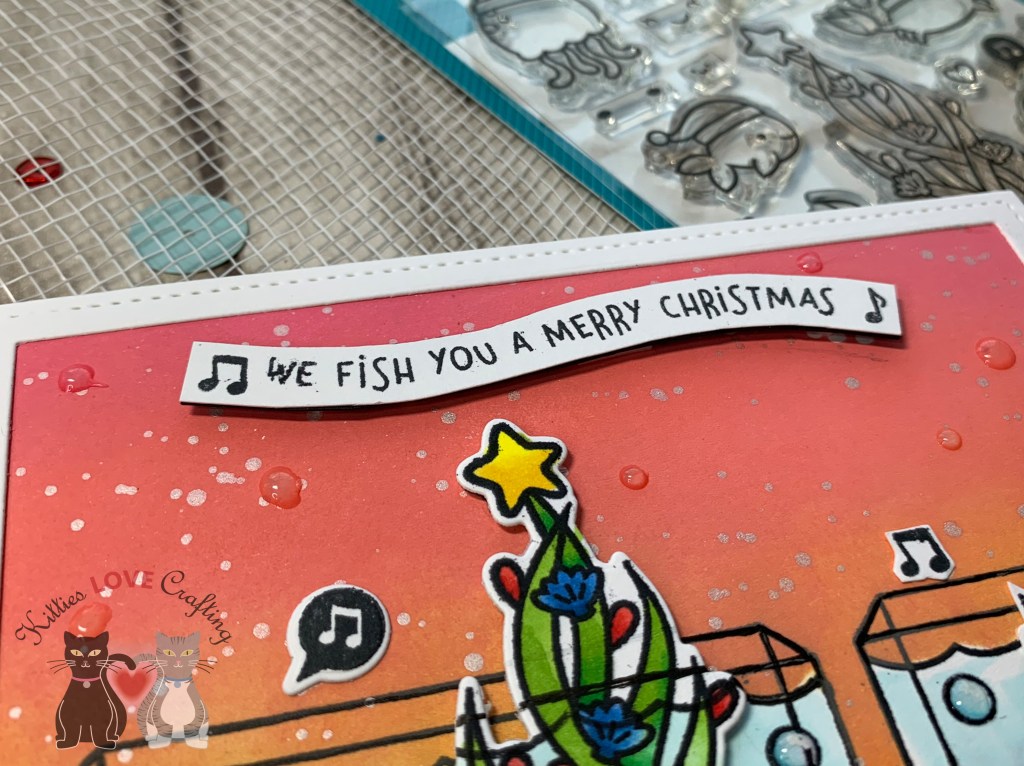 WE FiSH YOU A MERRY CHRiSTMAS
Kitties LOVE Crafting